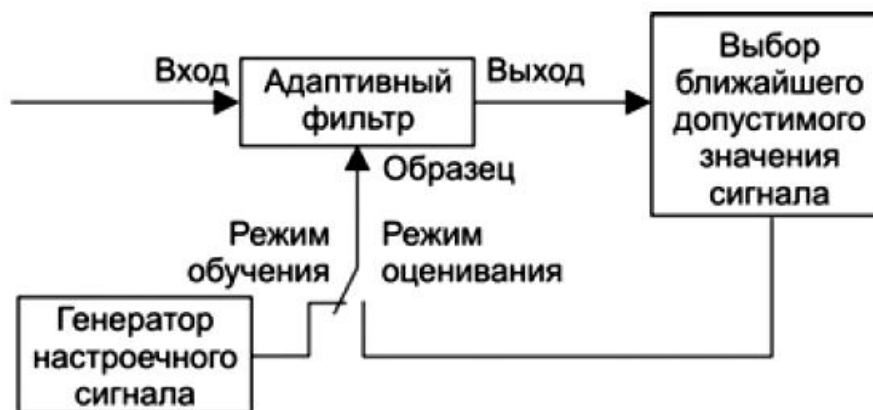 Вход
Адаптивный
фильтр
Выход
Выбор
ближайшего
допустимого
значения
сигнала
Образец
Режим
обучения
Режим
оценивания
Генератор
настроечного
сигнала